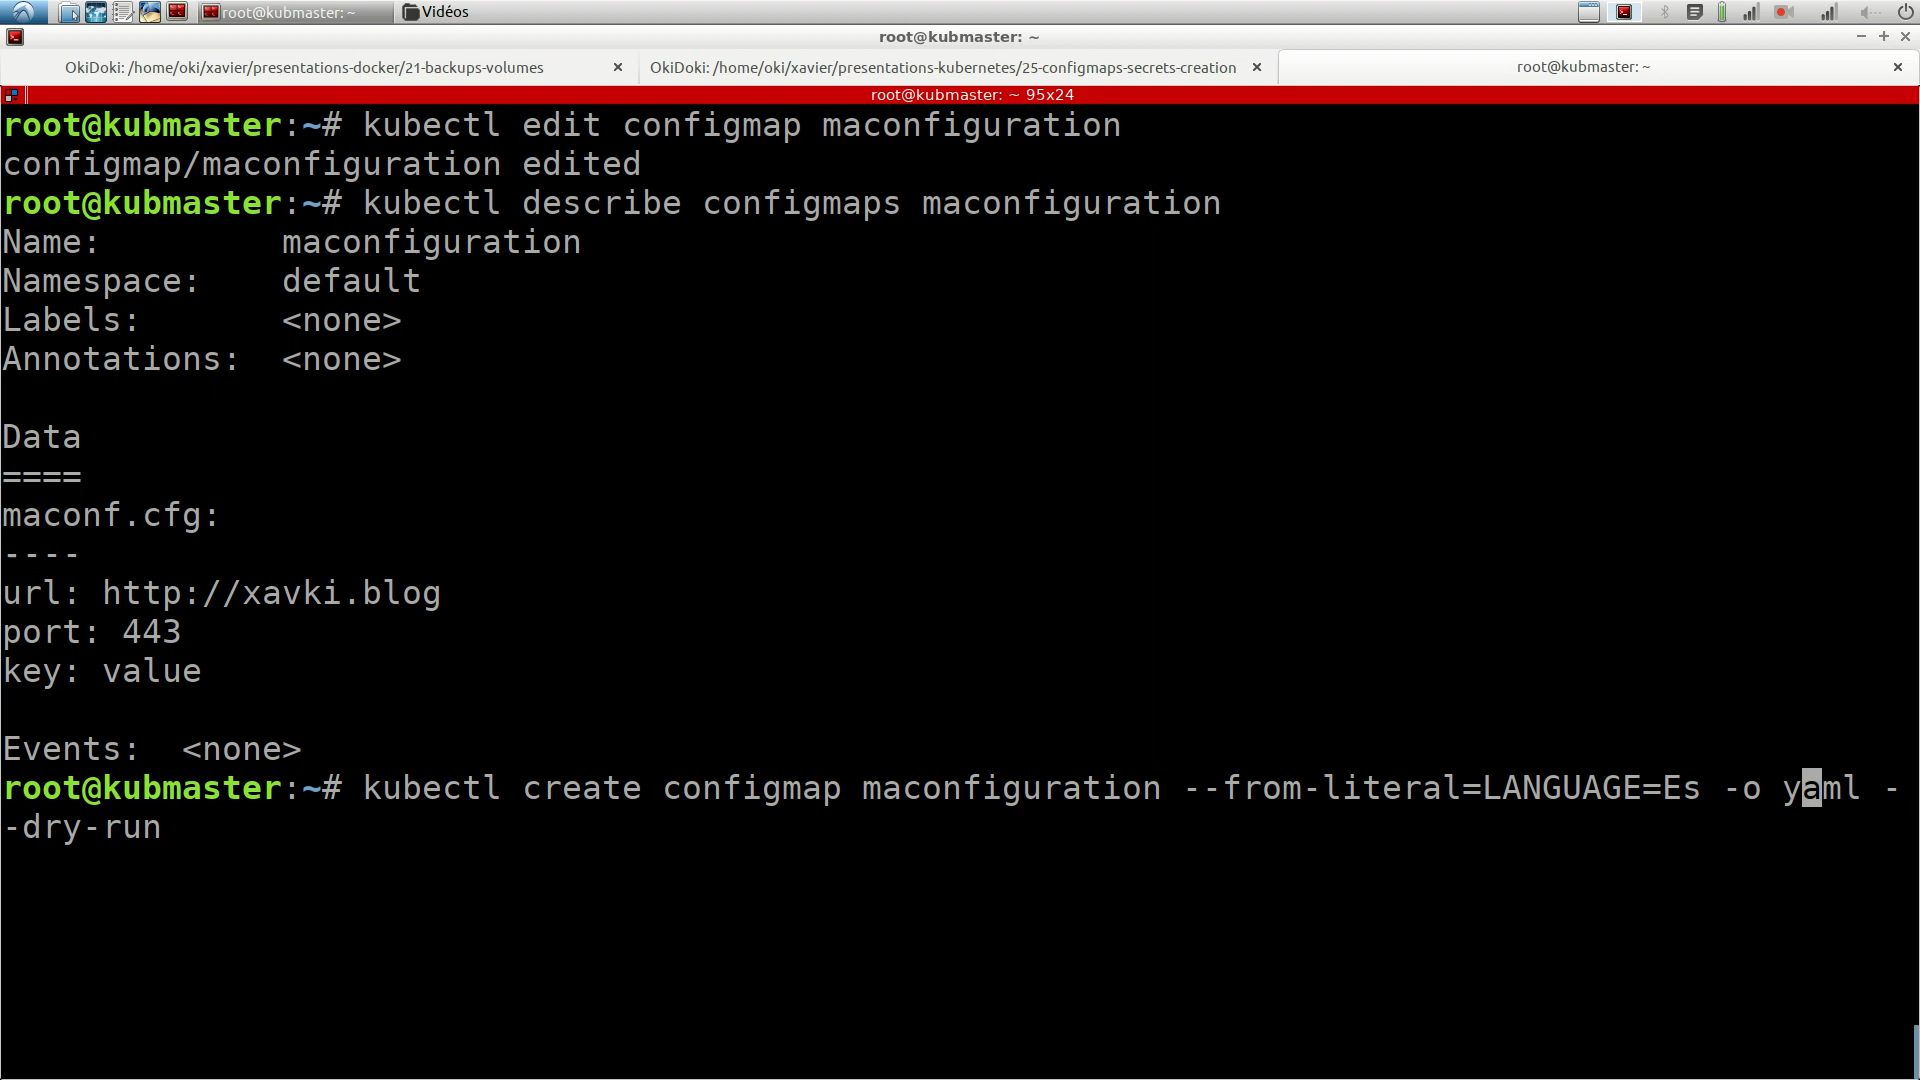 root@kubmaster: ~
Vidéos
root@kubmaster: ~
OkiDoki: /home/oki/xavier/presentations-docker/21-backups-volumes
OkiDoki: /home/oki/xavier/presentations-kubernetes/25-configmaps-secrets-creation
root@kubmaster: ~
root@kubmaster: ~ 95x24
root@kubmaster:~# kubectl edit configmap maconfiguration
configmap/maconfiguration edited
root@kubmaster:~# kubectl describe configmaps maconfiguration
Name:         maconfiguration
Namespace:    default
Labels:       <none>
Annotations:  <none>
Data
====
maconf.cfg:
----
url: http://xavki.blog
port: 443
key: value
Events:  <none>
root@kubmaster:~# kubectl create configmap maconfiguration --from-literal=LANGUAGE=Es -o yaml -
-dry-run